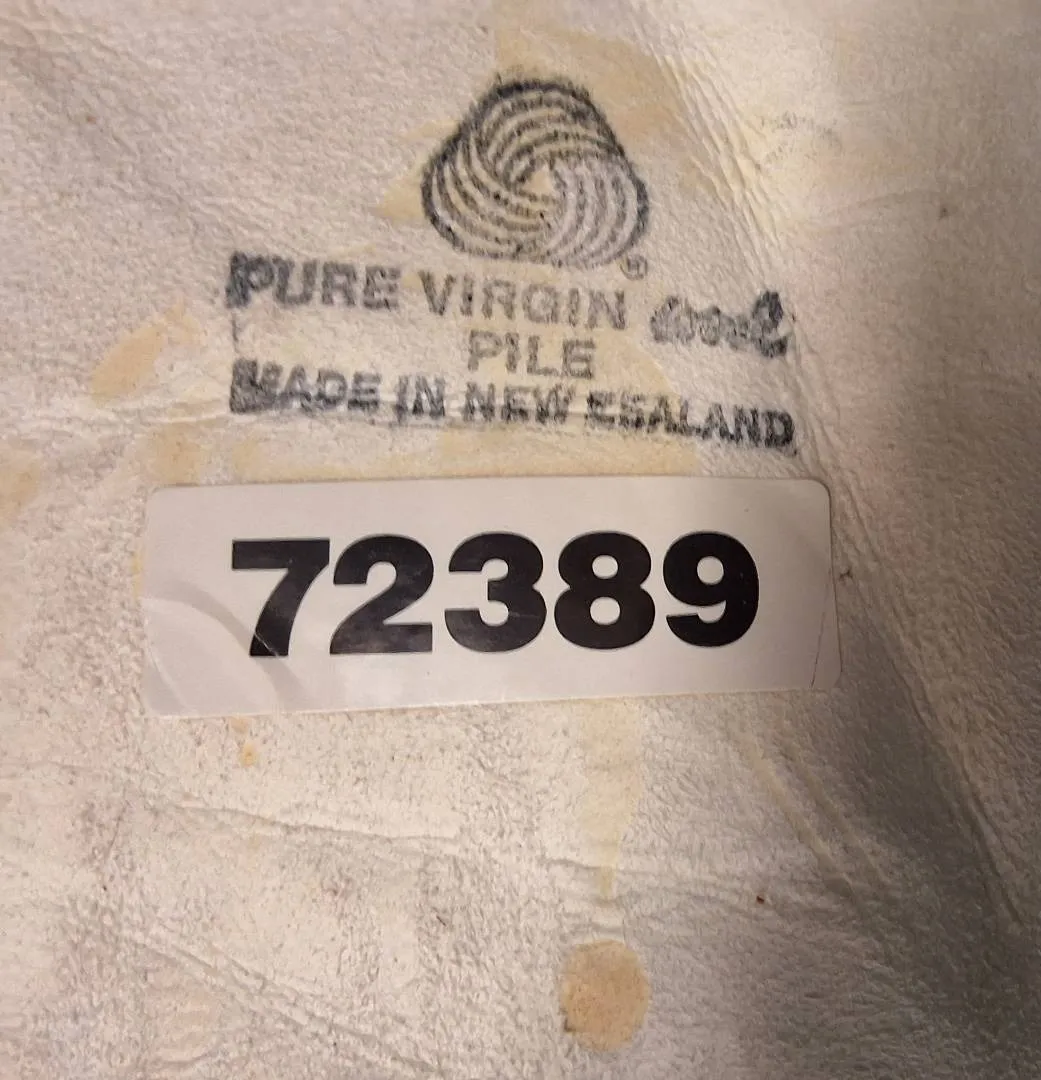 ®
PURE VIRGIN wool
PILE
MADE IN NEW ESALAND
72389